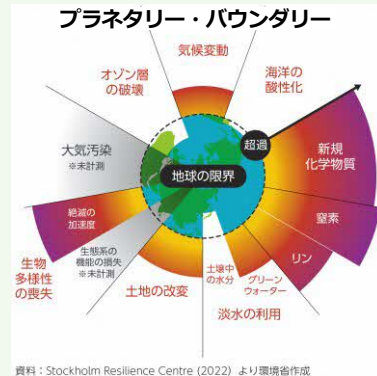 プラネタリー・バウンダリー
気候変動
オゾン層
の破壊
海洋の
酸性化
超過
大気汚染
※未計測
新規
化学物質
地球の限界
窒素
絶滅の
加速度
生態系の
機能の損失
※未計測
リン
生物
多様性
の喪失
土地の改変
土壌中
の水分
グリーン
ウォーター
淡水の利用
資料：Stockholm Resilience Centre (2022) より環境省作成